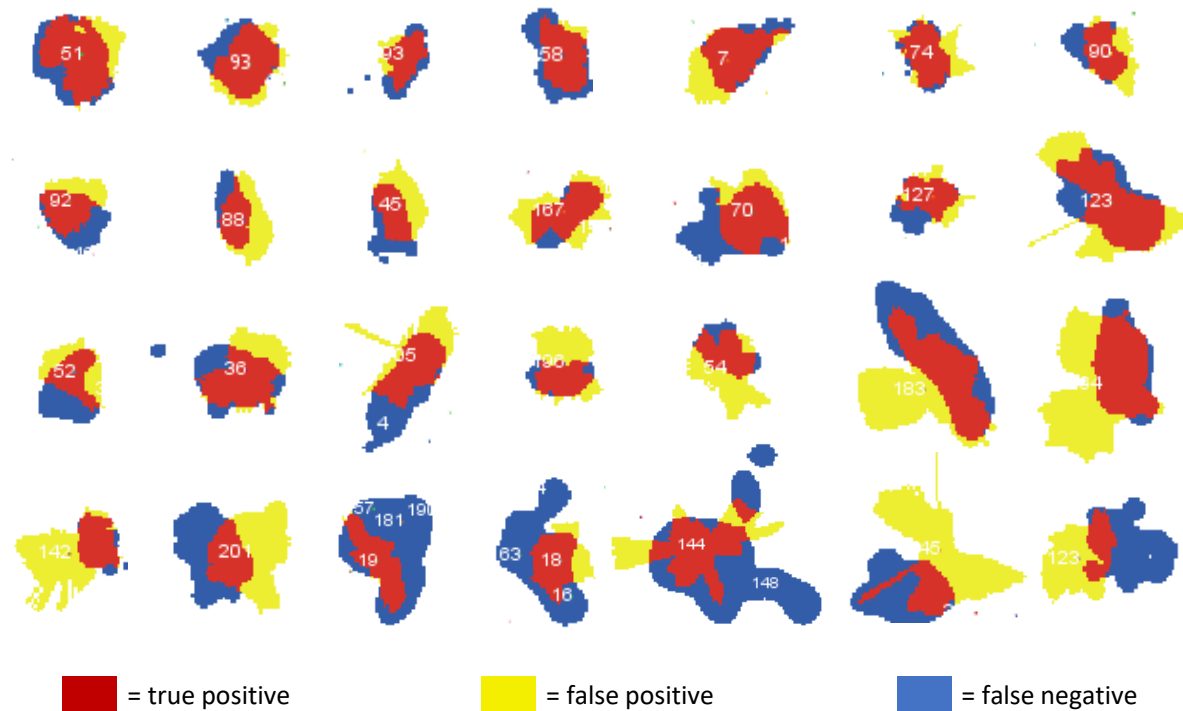 51 93 93 58 7 74 90
92 88 45 167 70 127 123
52 36 05 54 183
4
142 201 57 190 181 19 63 18 16 144 148 45 123
= true positive = false positive = false negative